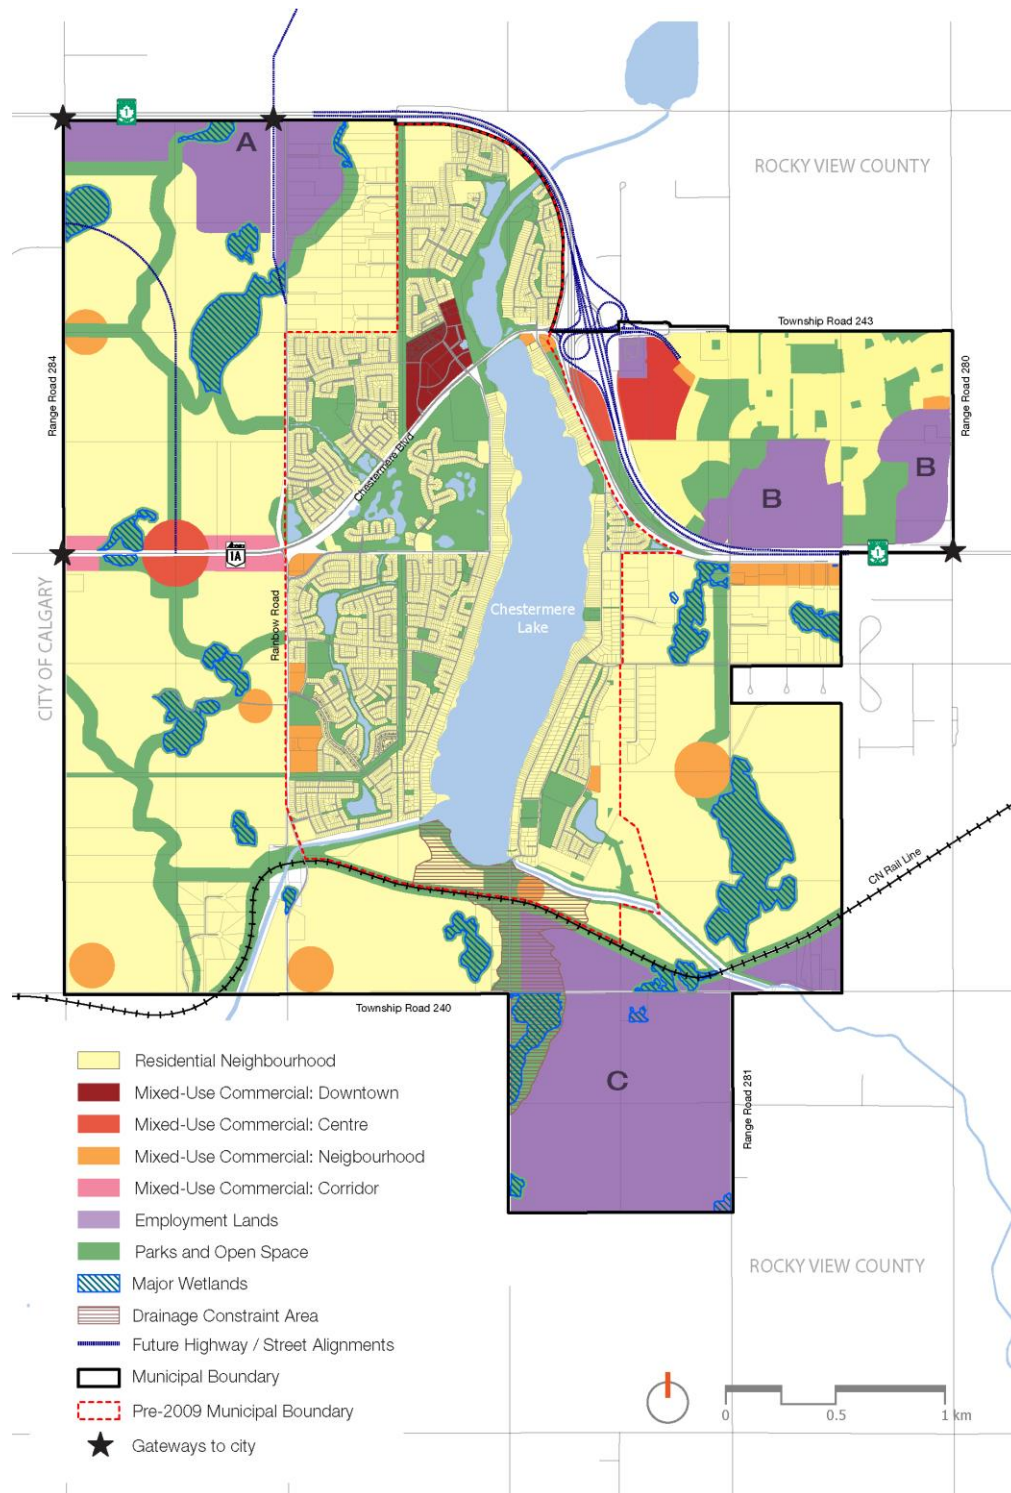 1
A
ROCKY VIEW COUNTY
Township Road 243
Range Road 284
Range Road 280
Chestermere Blvd
B
B
1A
1
CITY OF CALGARY
Rainbow Road
Chestermere
Lake
CN Rail Line
Township Road 240
C
Range Road 281
Residential Neighbourhood
Mixed-Use Commercial: Downtown
Mixed-Use Commercial: Centre
Mixed-Use Commercial: Neigbourhood
Mixed-Use Commercial: Corridor
Employment Lands
Parks and Open Space
Major Wetlands
Drainage Constraint Area
Future Highway / Street Alignments
Municipal Boundary
Pre-2009 Municipal Boundary
Gateways to city
ROCKY VIEW COUNTY
0 0.5 1 km